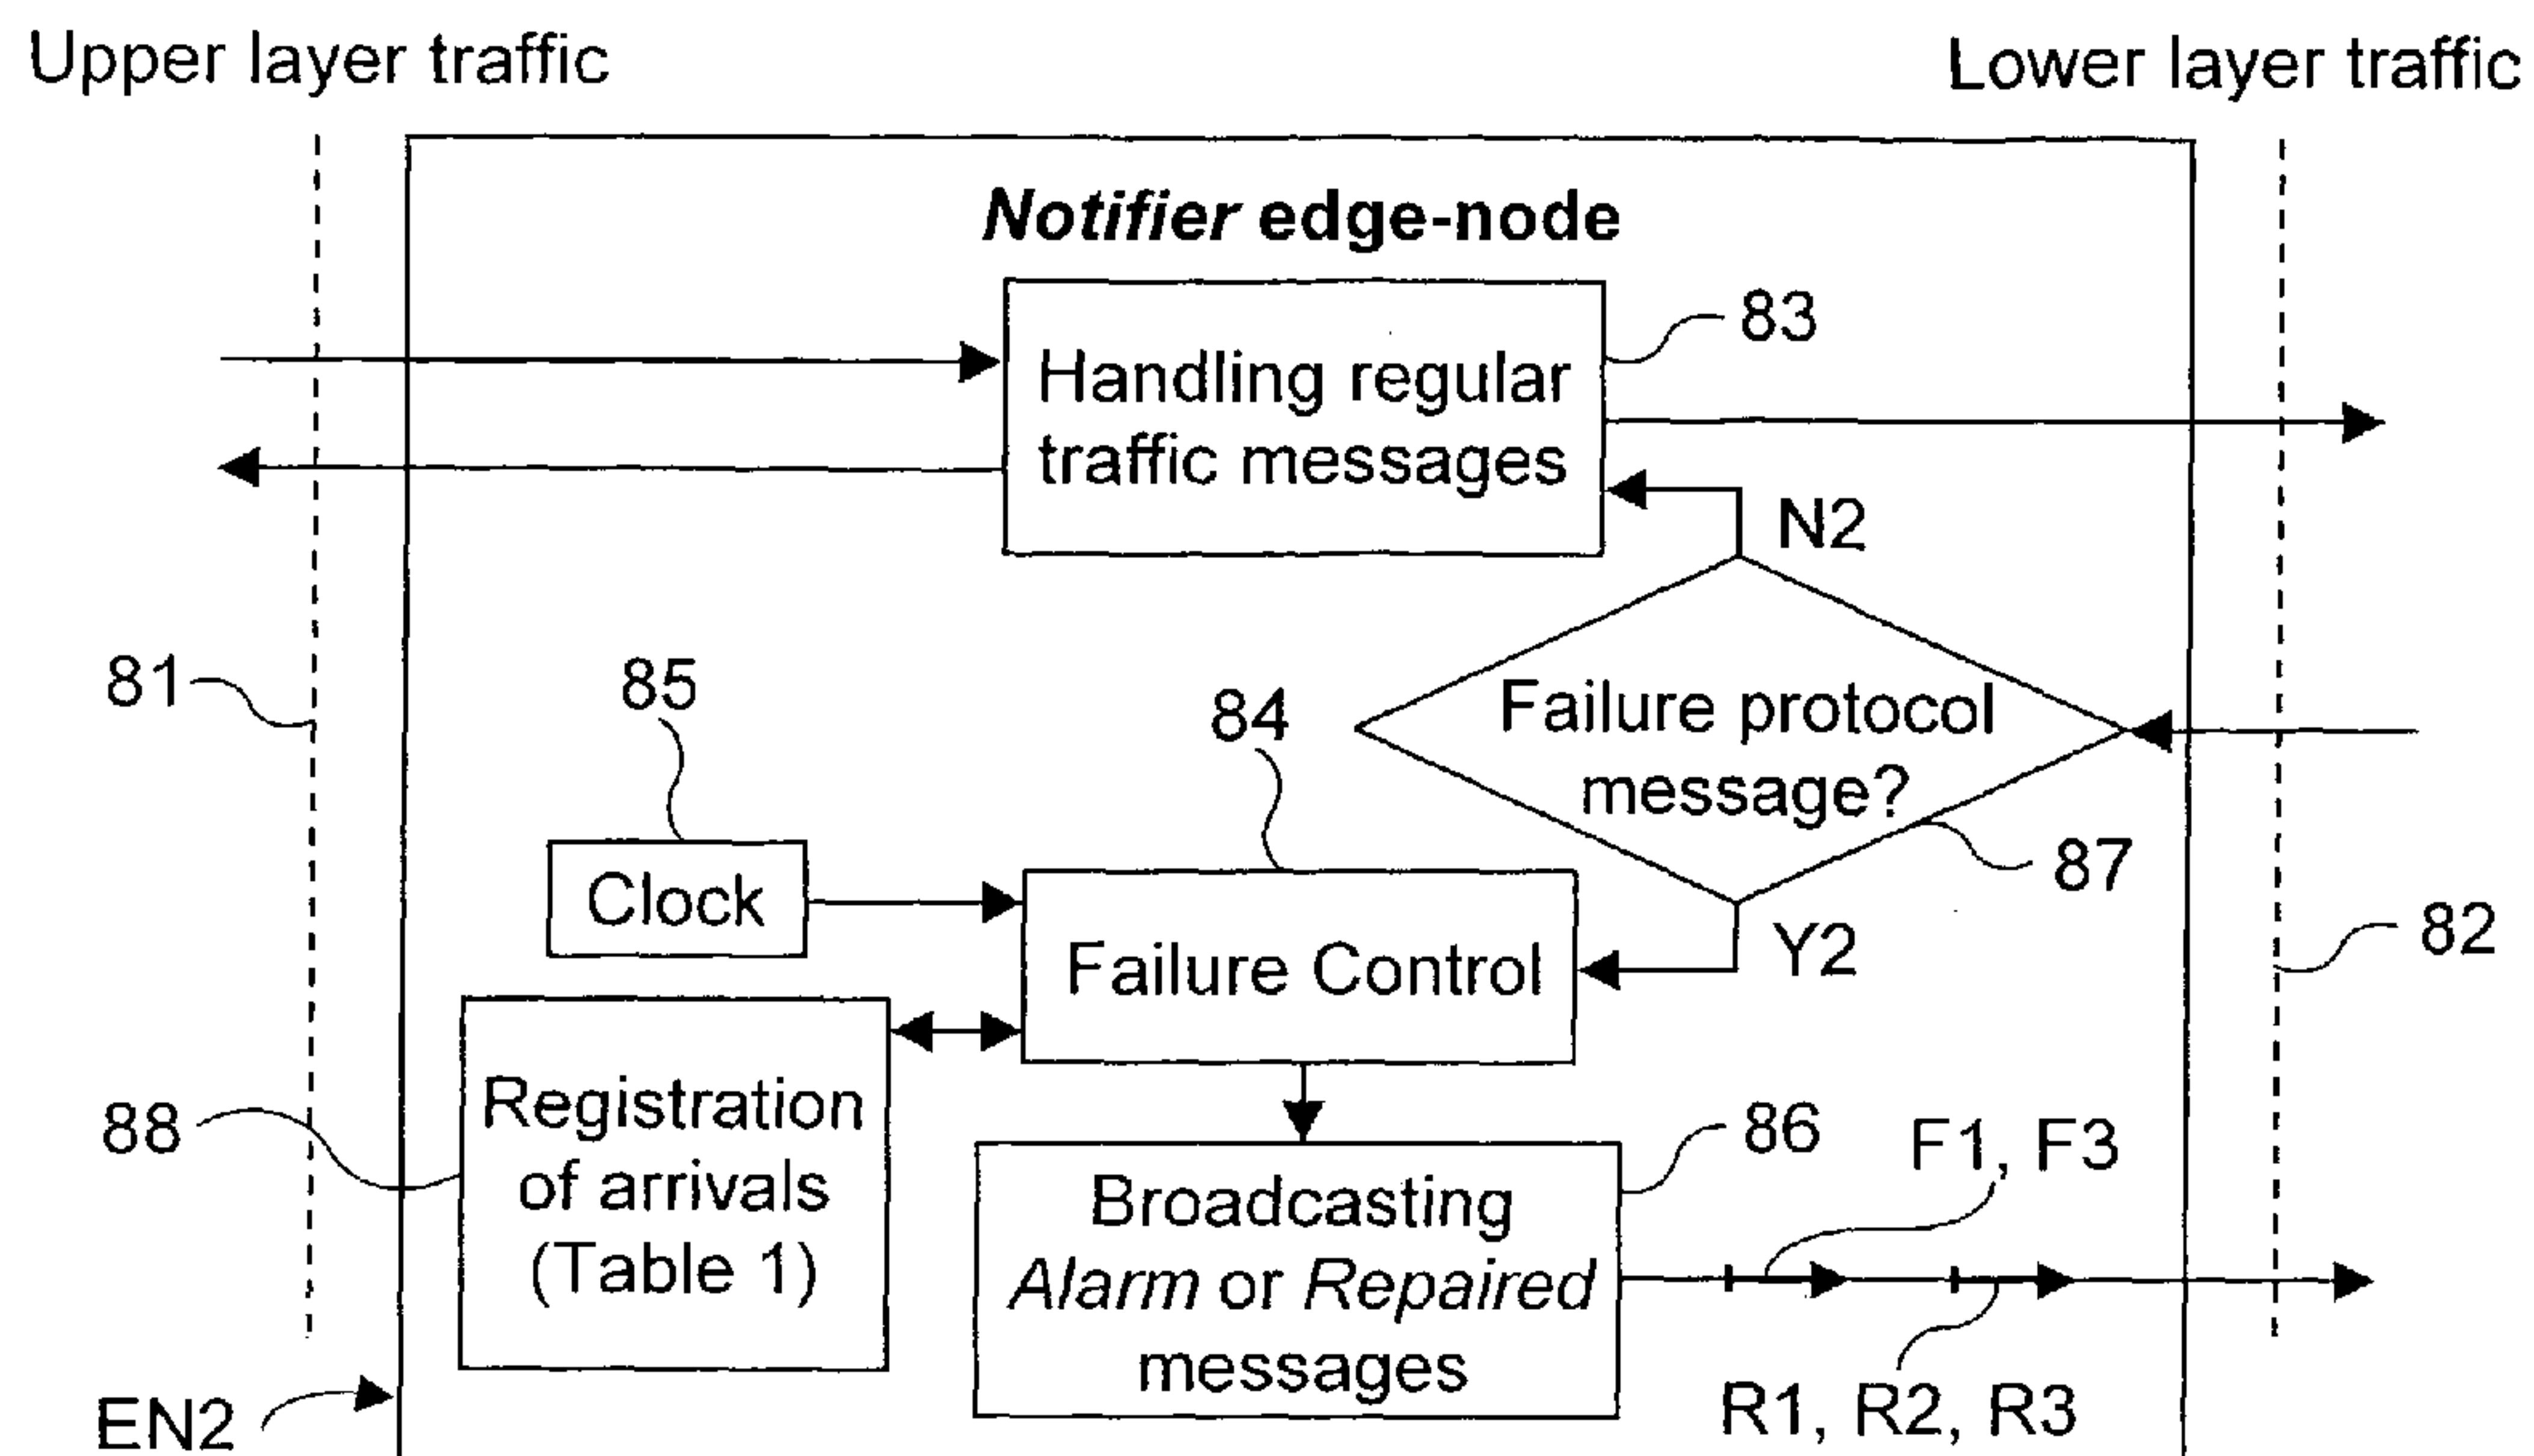 Upper layer traffic
Lower layer traffic
Notifier edge-node
83
Handling regular
traffic messages
N2
81
85
84
Failure protocol
message?
87
Clock
82
Failure Control
Y2
88
Registration
of arrivals
(Table 1)
86
F1, F3
Broadcasting
Alarm or Repaired
messages
EN2
R1, R2, R3